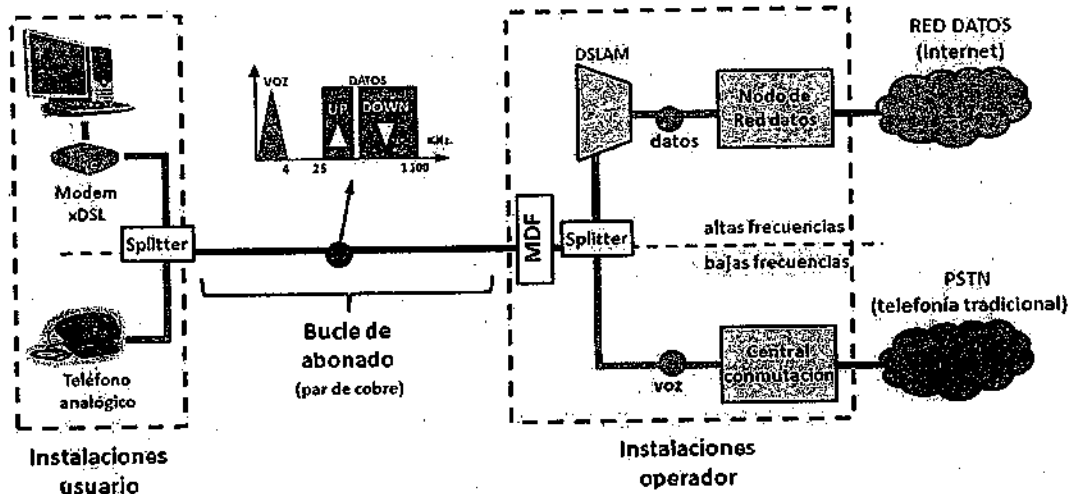 RED DATOS
(Internet)
DSLAM
VOZ
DATOS
UP
DOWN
KHz.
4
25
1.500
Nodo de
Red datos
datos
Modem
xDSL
Splitter
MDF
Splitter
altas frecuencias
bajas frecuencias
PSTN
(telefonía tradicional)
Bucle de
abonado
(par de cobre)
Teléfono
analógico
voz
Central
conmutación
Instalaciones
usuario
Instalaciones
operador